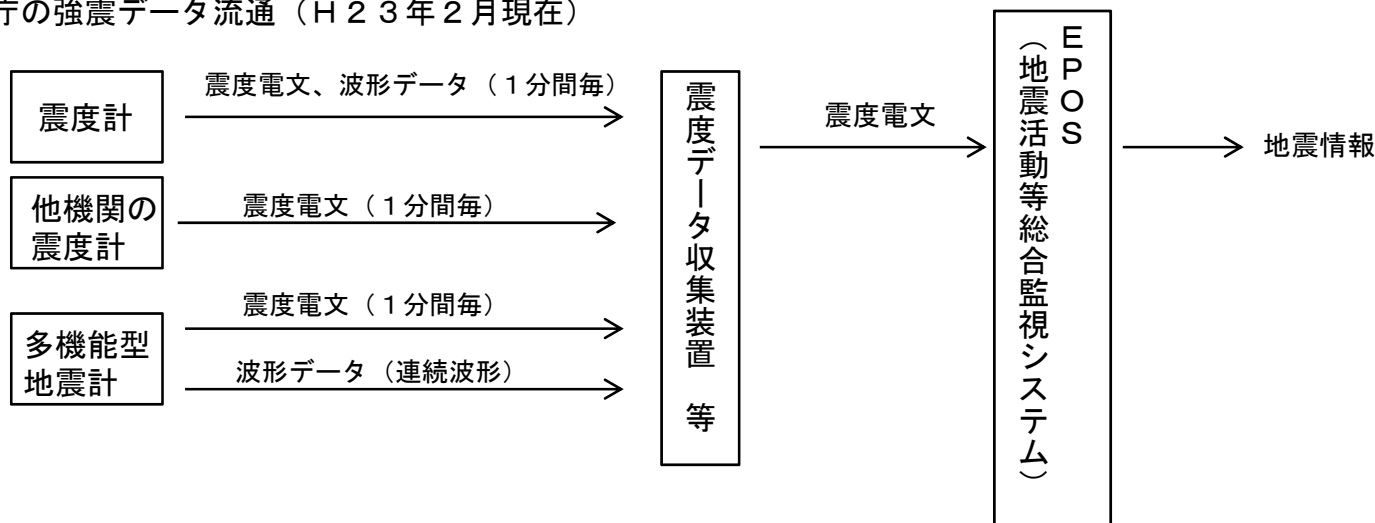 庁の強震データ流通（Ｈ２３年２月現在）
震度計
震度電文、波形データ（１分間毎）
他機関の
震度計
震度電文（１分間毎）
多機能型
地震計
震度電文（１分間毎）
波形データ（連続波形）
震度データ収集装置　等
震度電文
ＥＰＯＳ
（地震活動等総合監視システム）
地震情報